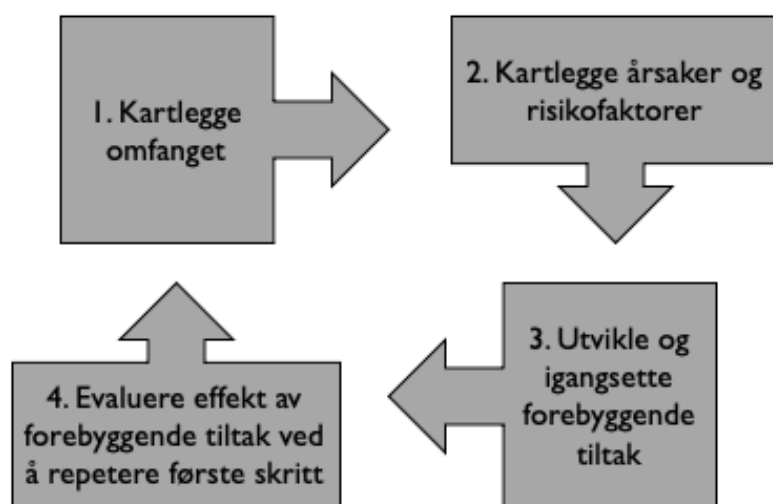 1. Kartlegge
omfanget
2. Kartlegge årsaker og
risikofaktorer
3. Utvikle og
igangsette
forebyggende
tiltak
4. Evaluere effekt av
forebyggende tiltak ved
å repetere første skritt